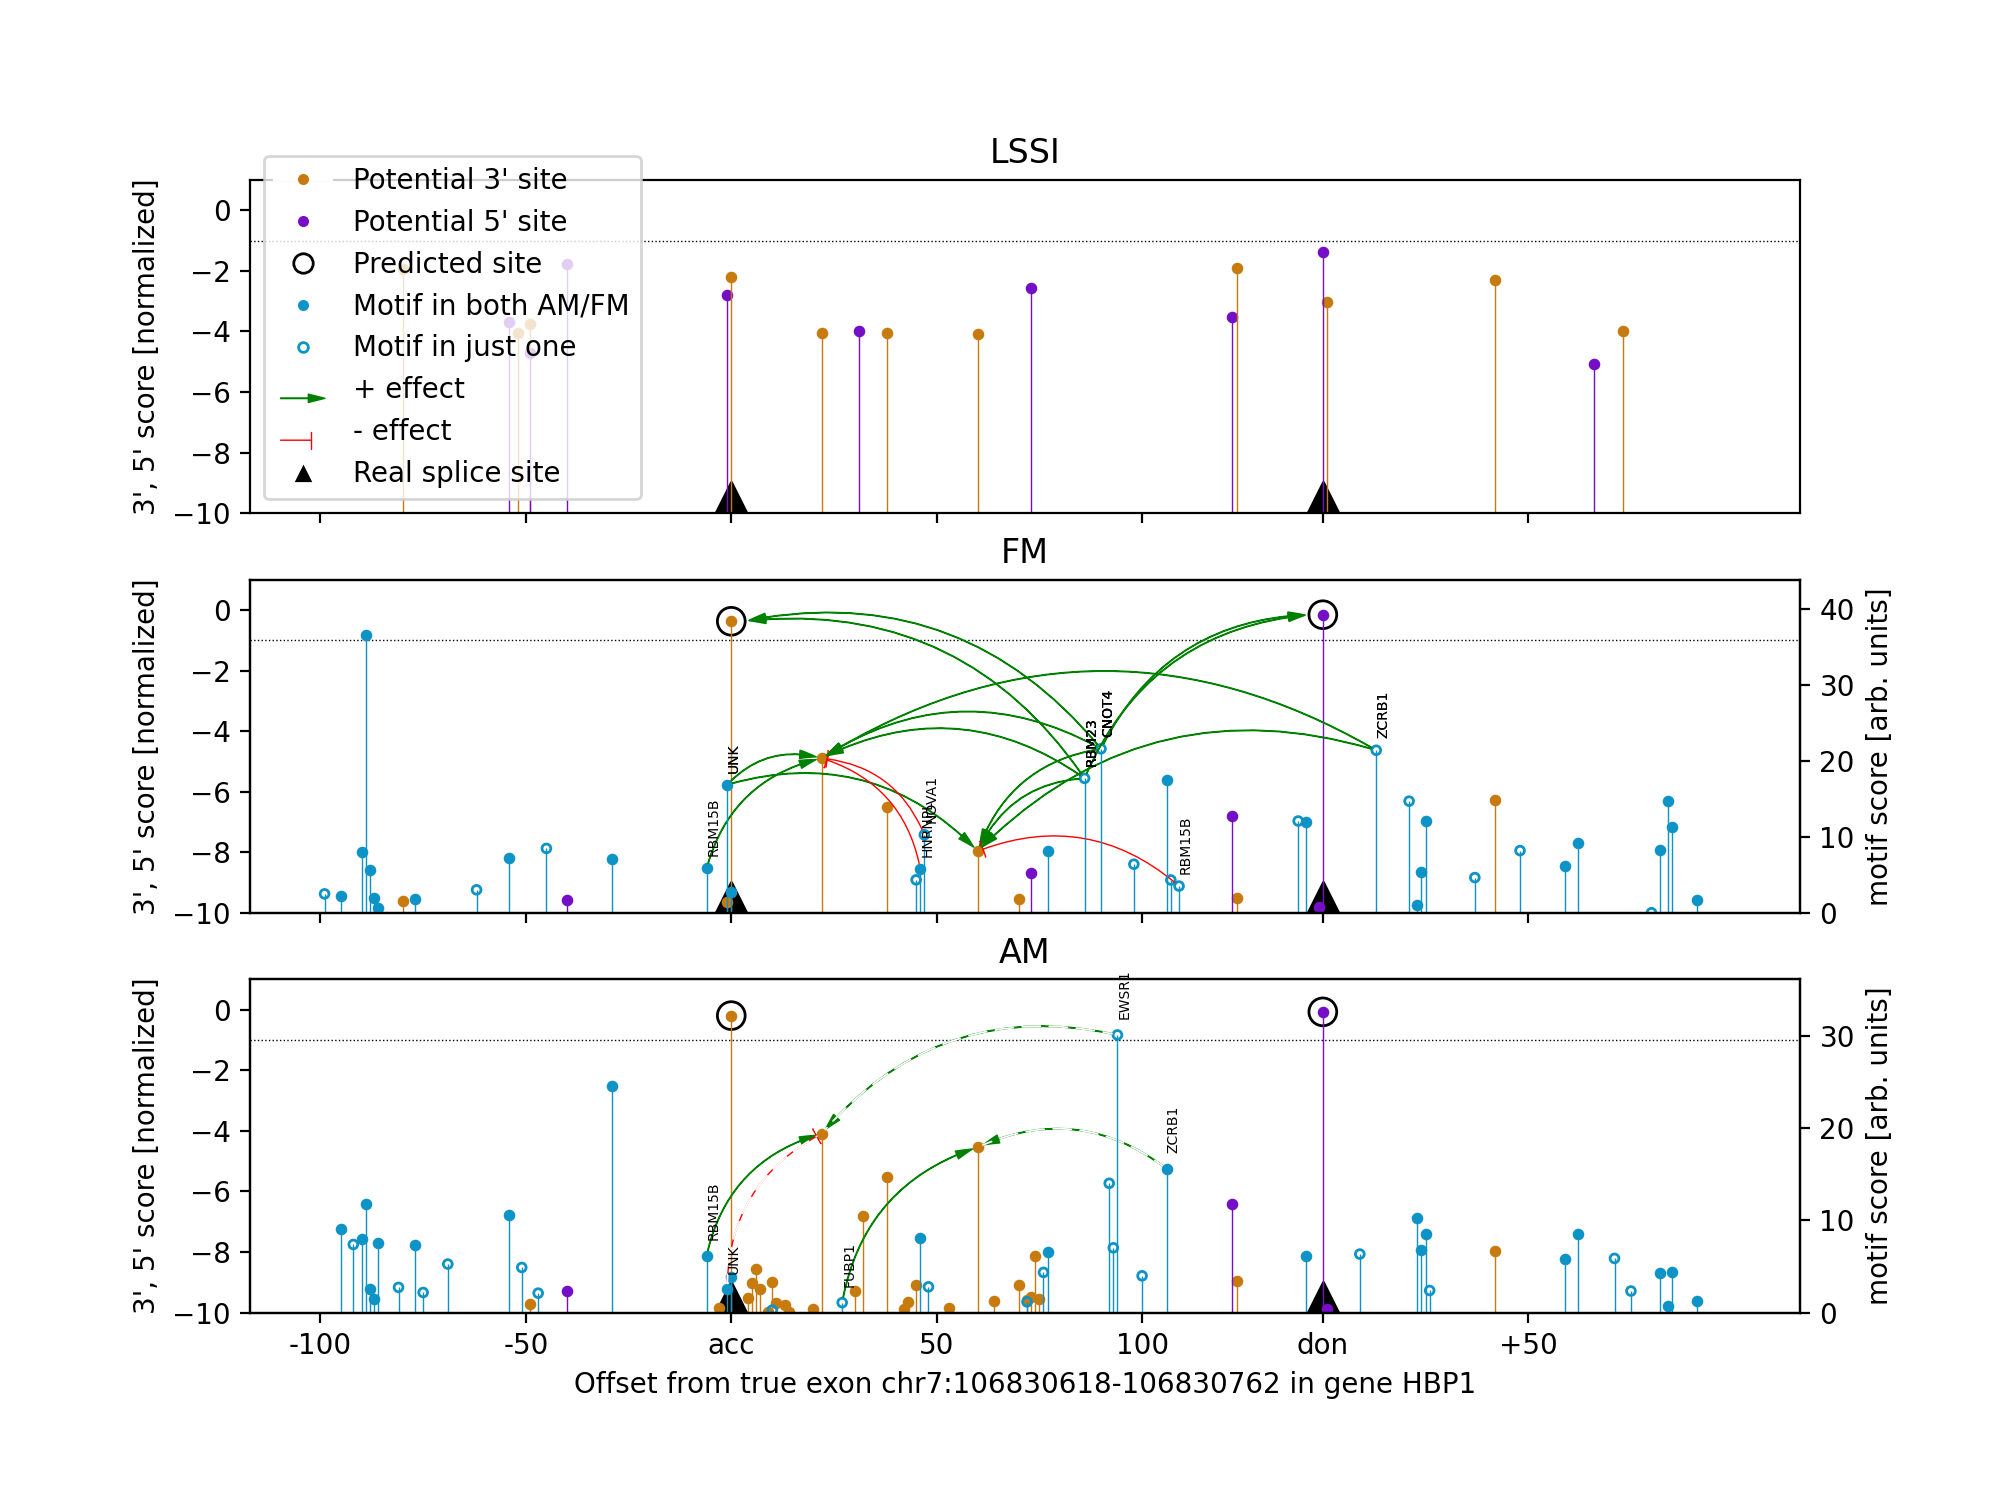 LSSI
3', 5' score [normalized]
0
−2
−4
−6
−8
−10
Potential 3' site
Potential 5' site
Predicted site
Motif in both AM/FM
Motif in just one
+ effect
- effect
Real splice site
FM
3', 5' score [normalized]
0
−2
−4
−6
−8
−10
40
30
20
10
0
motif score [arb. units]
RBM15B
UNK
NOVA1
RBM23
CNOT4
RBM15B
ZCRB1
AM
3', 5' score [normalized]
0
−2
−4
−6
−8
−10
30
20
10
0
motif score [arb. units]
RBM15B
UNK
FUBP1
EWSR1
ZCRB1
-100
-50
acc
50
100
don
+50
Offset from true exon chr7:106830618-106830762 in gene HBP1